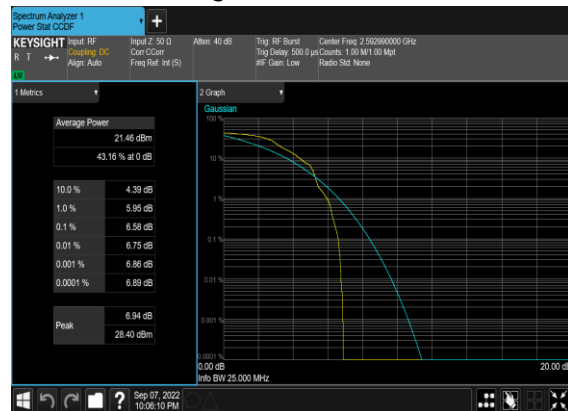 Spectrum Analyzer 1
Power Stat CCDF
+
KEYSIGHT Input: RF Input Z: 50 Ω Atten: 40 dB Trig: RF Burst Center Freq: 2.592990000 GHz
R T Coupling: DC Corr CCorr Trig Delay: 500.0 µs Counts: 1.00 M/1.00 Mpt
Align: Auto Freq Ref: Int (S) #IF Gain: Low Radio Std: None
LW
1 Metrics
Average Power
21.46 dBm
43.16 % at 0 dB
10.0 % 4.39 dB
1.0 % 5.95 dB
0.1 % 6.58 dB
0.01 % 6.75 dB
0.001 % 6.86 dB
0.0001 % 6.89 dB
Peak
6.94 dB
28.40 dBm
2 Graph
Gaussian
100 %
10 %
1 %
0.1 %
0.01 %
0.001 %
0.0001 %
0.00 dB 20.00 dB
Info BW 25.000 MHz
? Sep 07, 2022
10:06:10 PM